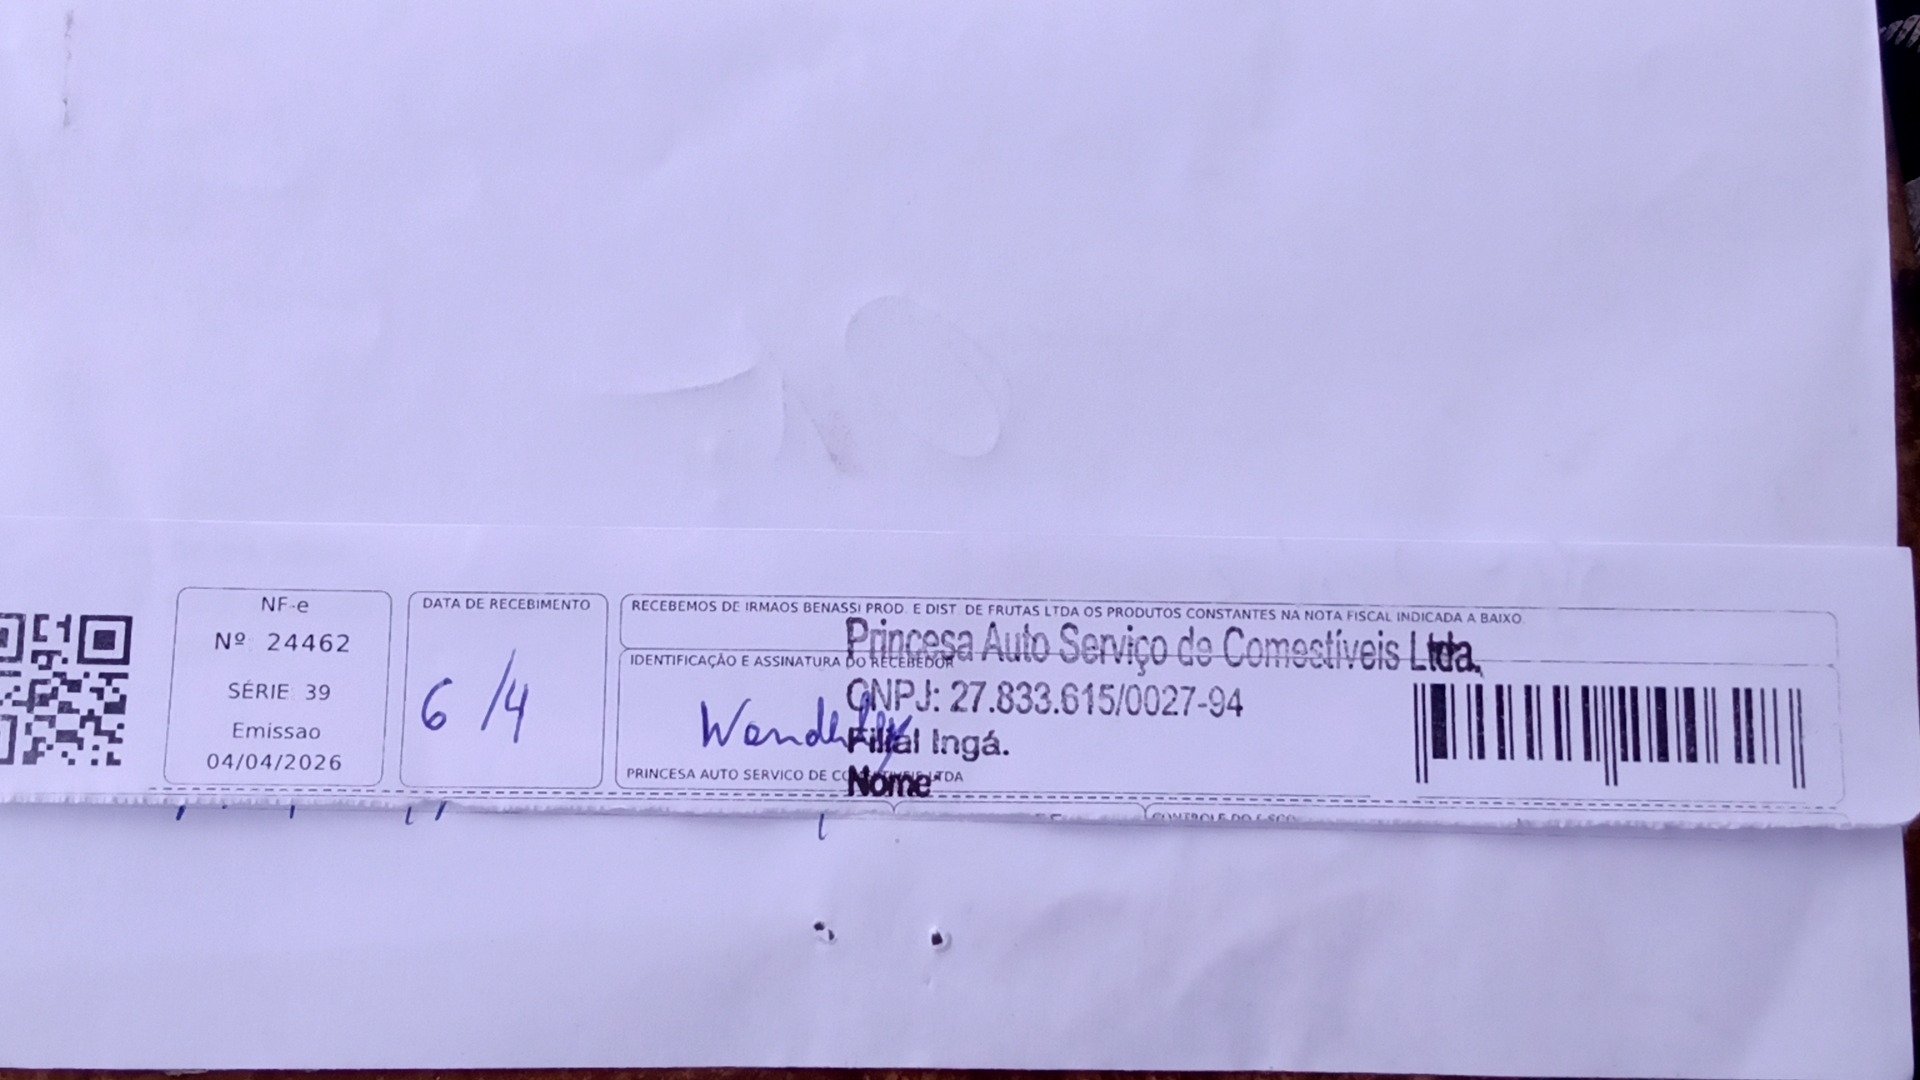 NF-e
Nº 24462
SÉRIE 39
Emissao
04/04/2026
DATA DE RECEBIMENTO
6/4
RECEBEMOS DE IRMAOS BENASSI PROD. E DIST. DE FRUTAS LTDA OS PRODUTOS CONSTANTES NA NOTA FISCAL INDICADA A BAIXO
Princesa Auto Serviço de Comestíveis Ltda.
IDENTIFICAÇÃO E ASSINATURA DO RECEBEDOR
CNPJ: 27.833.615/0027-94
Filial Ingá.
PRINCESA AUTO SERVICO DE COMESTIVEIS LTDA
Nome